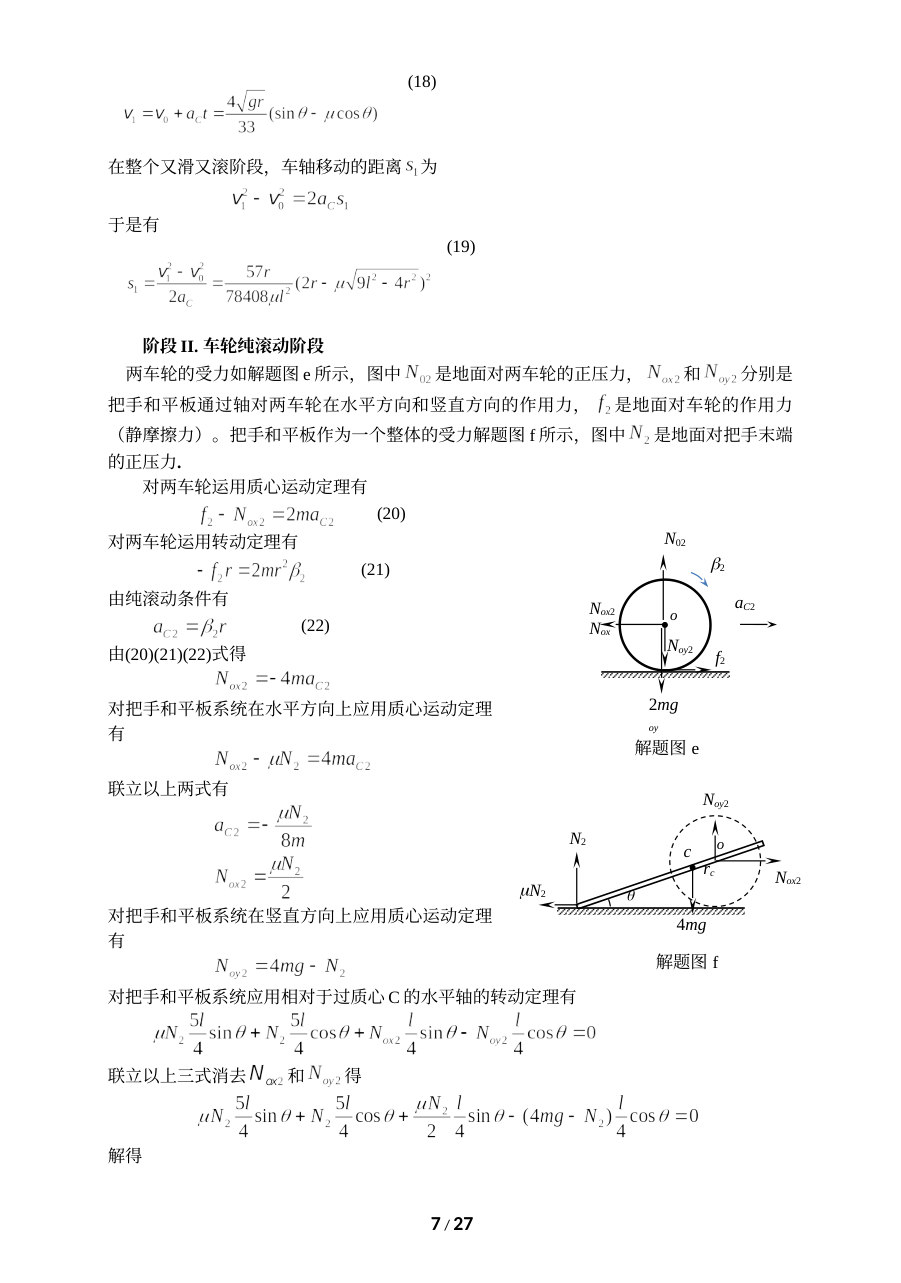 (18)
v₁ = v₀ + a_C t = 4√(gr)/33 (sinθ - μcosθ)
在整个又滑又滚阶段，车轴移动的距离 s₁ 为
v₁² - v₀² = 2a_C s₁
于是有
(19)
s₁ = (v₁² - v₀²)/(2a_C) = 57r/(78408μl²) (2r - μ√(9l² - 4r²))²
阶段 II. 车轮纯滚动阶段
两车轮的受力如解题图 e 所示，图中 N₀₂ 是地面对两车轮的正压力， N_ox2 和 N_oy2 分别是
把手和平板通过轴对两车轮在水平方向和竖直方向的作用力， f₂ 是地面对车轮的作用力
（静摩擦力）。把手和平板作为一个整体的受力解题图 f 所示，图中 N₂ 是地面对把手末端
的正压力.
对两车轮运用质心运动定理有
f₂ - N_ox2 = 2ma_C2 (20)
对两车轮运用转动定理有
- f₂r = 2mr²β₂ (21)
由纯滚动条件有
a_C2 = β₂r (22)
由(20)(21)(22)式得
N_ox2 = - 4ma_C2
对把手和平板系统在水平方向上应用质心运动定理
有
N_ox2 - μN₂ = 4ma_C2
联立以上两式有
a_C2 = - μN₂/8m
N_ox2 = μN₂/2
对把手和平板系统在竖直方向上应用质心运动定理
有
N_oy2 = 4mg - N₂
N₀₂
β₂
a_C2
N_ox2
N_ox
o
N_oy2
f₂
2mg
oy
解题图 e
N_oy2
N₂
c
o
r_c
N_ox2
μN₂
θ
4mg
解题图 f
对把手和平板系统应用相对于过质心 C 的水平轴的转动定理有
μN₂ 5l/4 sinθ + N₂ 5l/4 cosθ + N_ox2 l/4 sinθ - N_oy2 l/4 cosθ = 0
联立以上三式消去 N_ox2 和 N_oy2 得
μN₂ 5l/4 sinθ + N₂ 5l/4 cosθ + μN₂/2 l/4 sinθ - (4mg - N₂) l/4 cosθ = 0
解得
7 / 27